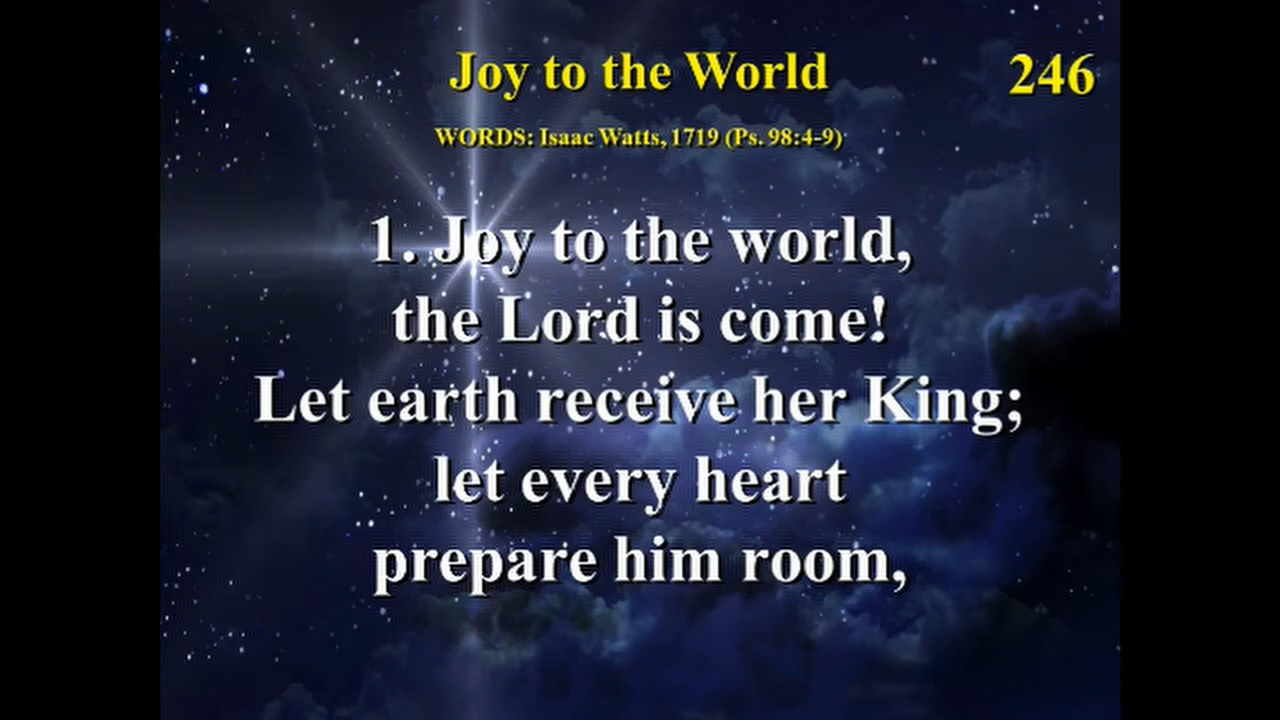 Joy to the World
246
WORDS: Isaac Watts, 1719 (Ps. 98:4-9)
1. Joy to the world,
the Lord is come!
Let earth receive her King;
let every heart
prepare him room,